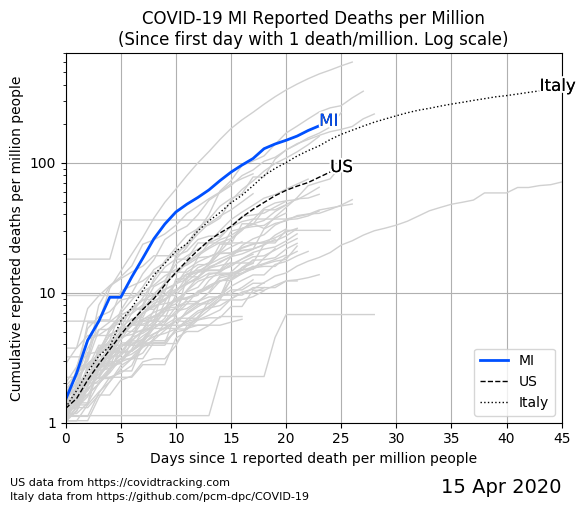 COVID-19 MI Reported Deaths per Million
(Since first day with 1 death/million. Log scale)
Cumulative reported deaths per million people
100
10
1
Italy
MI
US
MI
US
Italy
0 5 10 15 20 25 30 35 40 45
Days since 1 reported death per million people
US data from https://covidtracking.com
Italy data from https://github.com/pcm-dpc/COVID-19
15 Apr 2020